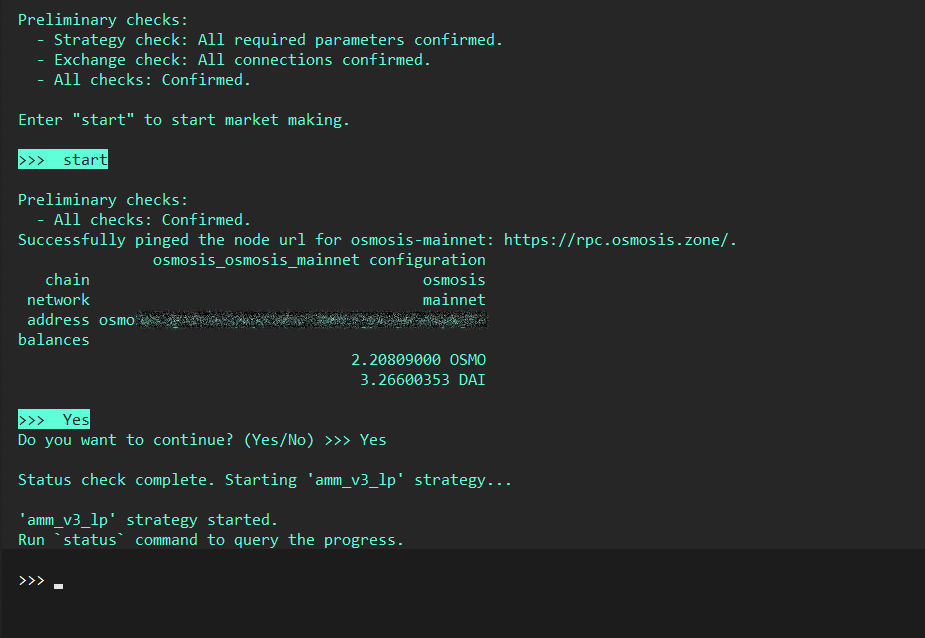 Preliminary checks:
- Strategy check: All required parameters confirmed.
- Exchange check: All connections confirmed.
- All checks: Confirmed.
Enter "start" to start market making.
>>> start
Preliminary checks:
- All checks: Confirmed.
Successfully pinged the node url for osmosis-mainnet: https://rpc.osmosis.zone/.
osmosis_osmosis_mainnet configuration
chain osmosis
network mainnet
address osmo
balances
2.20809000 OSMO
3.26600353 DAI
>>> Yes
Do you want to continue? (Yes/No) >>> Yes
Status check complete. Starting 'amm_v3_lp' strategy...
'amm_v3_lp' strategy started.
Run `status` command to query the progress.
>>>